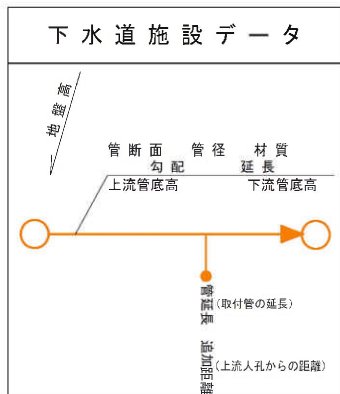 下水道施設データ
地盤高
管断面 管径 材質
勾配 延長
上流管底高 下流管底高
管延長 (取付管の延長)
追加距離 (上流人孔からの距離)